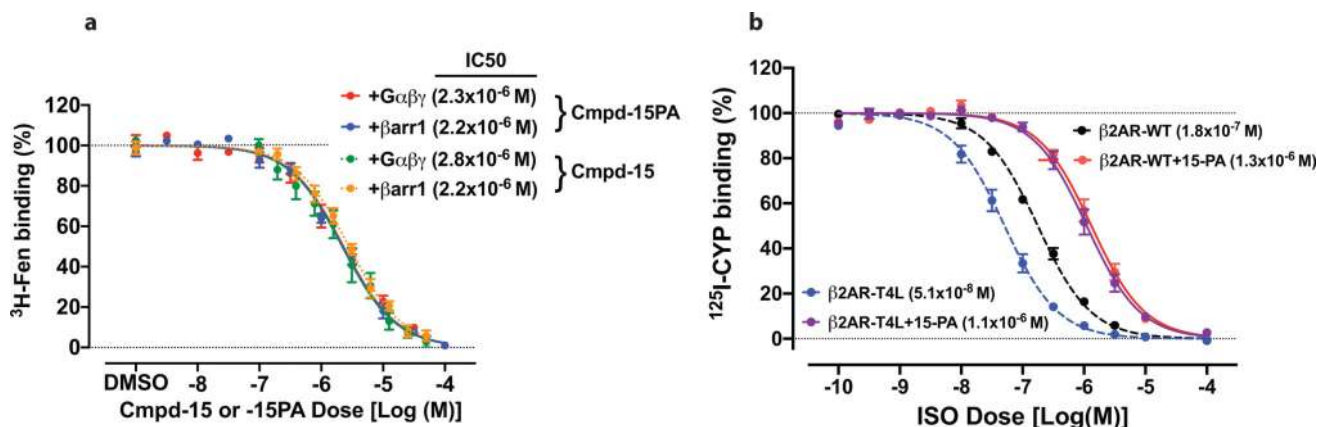 a
IC50
+Gαβγ (2.3x10⁻⁶ M)
+βarr1 (2.2x10⁻⁶ M)
} Cmpd-15PA
+Gαβγ (2.8x10⁻⁶ M)
+βarr1 (2.2x10⁻⁶ M)
} Cmpd-15
³H-Fen binding (%)
120
100
80
60
40
20
0
DMSO -8 -7 -6 -5 -4
Cmpd-15 or -15PA Dose [Log (M)]
b
¹²⁵I-CYP binding (%)
120
100
80
60
40
20
0
β2AR-WT (1.8x10⁻⁷ M)
β2AR-WT+15-PA (1.3x10⁻⁶ M)
β2AR-T4L (5.1x10⁻⁸ M)
β2AR-T4L+15-PA (1.1x10⁻⁶ M)
-10 -9 -8 -7 -6 -5 -4
ISO Dose [Log(M)]